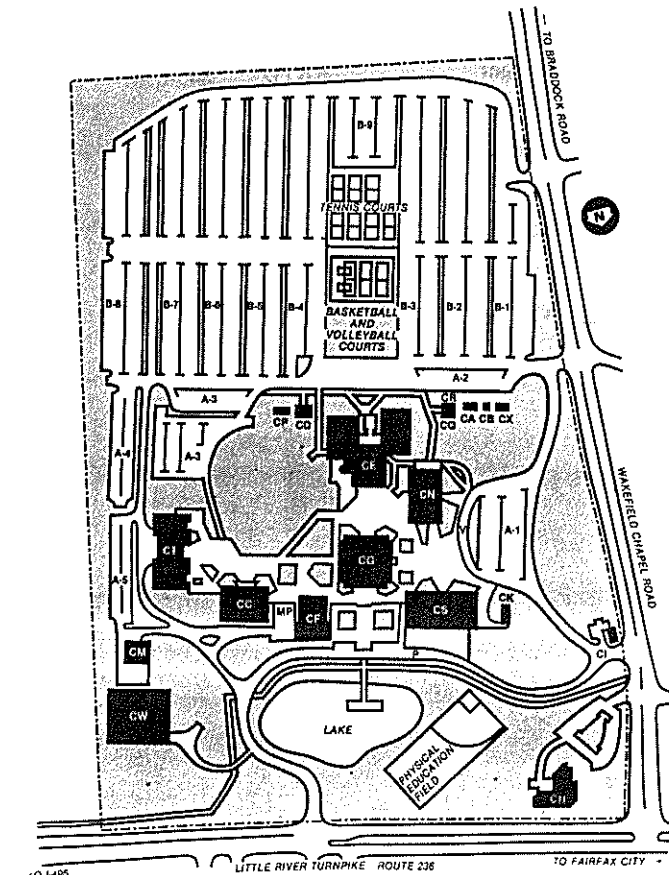 TO BRADDOCK ROAD
B-9
TENNIS COURTS
N
B-8
B-7
B-6
B-5
B-4
B-3
B-2
B-1
BASKETBALL
AND
VOLLEYBALL
COURTS
A-2
A-3
CP
CD
CR
CQ
CA
CB
CX
A-3
A-4
CE
CN
WAKEFIELD CHAPEL ROAD
V
A-1
CT
CG
A-5
CC
MP
CF
CS
CK
CM
P
CI
CW
LAKE
PHYSICAL
EDUCATION
FIELD
CH
LITTLE RIVER TURNPIKE ROUTE 236
TO FAIRFAX CITY